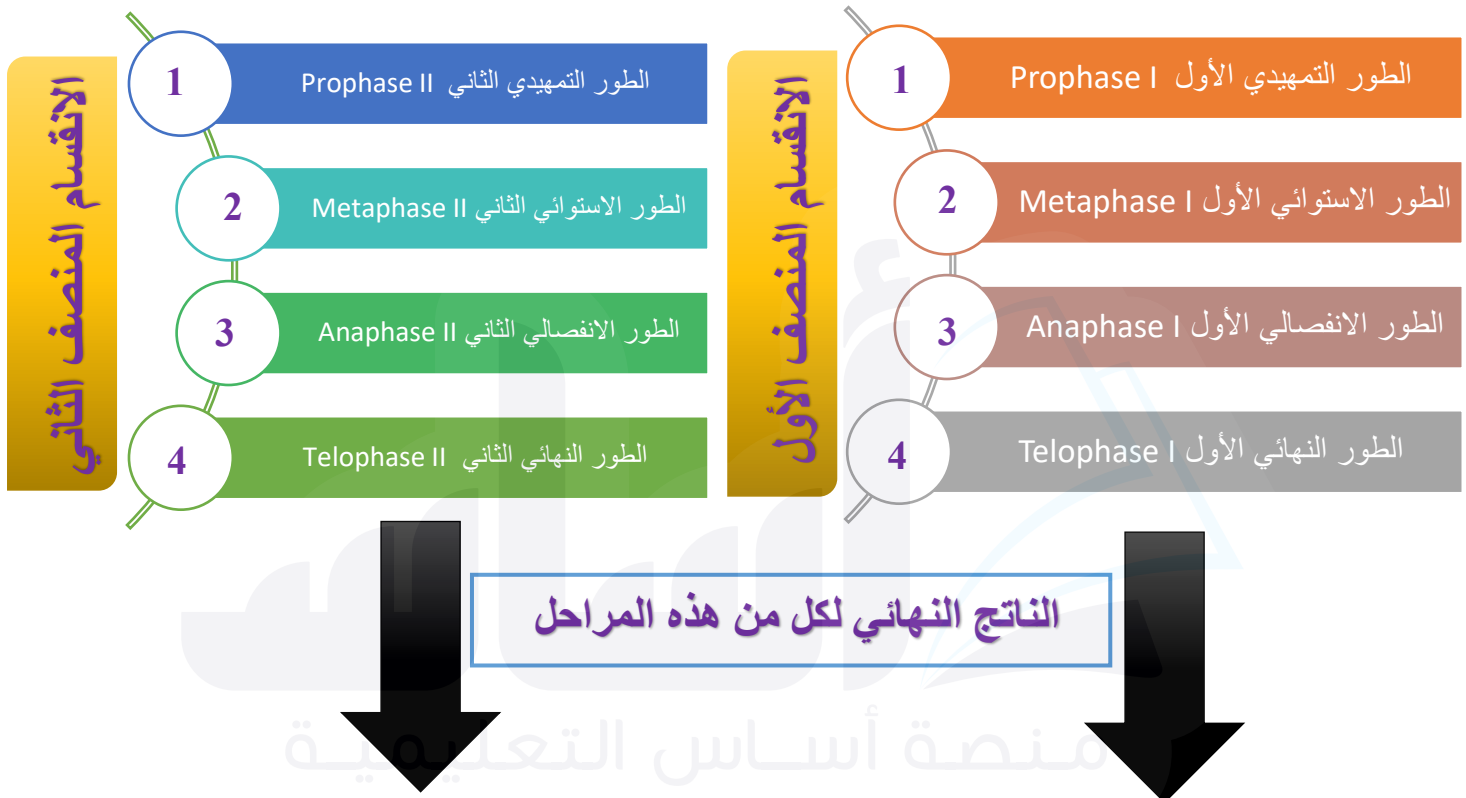 الانقسام المنصف الأول
1
الطور التمهيدي الأول Prophase I
2
الطور الاستوائي الأول Metaphase I
3
الطور الانفصالي الأول Anaphase I
4
الطور النهائي الأول Telophase I
الانقسام المنصف الثاني
1
الطور التمهيدي الثاني Prophase II
2
الطور الاستوائي الثاني Metaphase II
3
الطور الانفصالي الثاني Anaphase II
4
الطور النهائي الثاني Telophase II
الناتج النهائي لكل من هذه المراحل
أساس
منصة أساس التعليمية